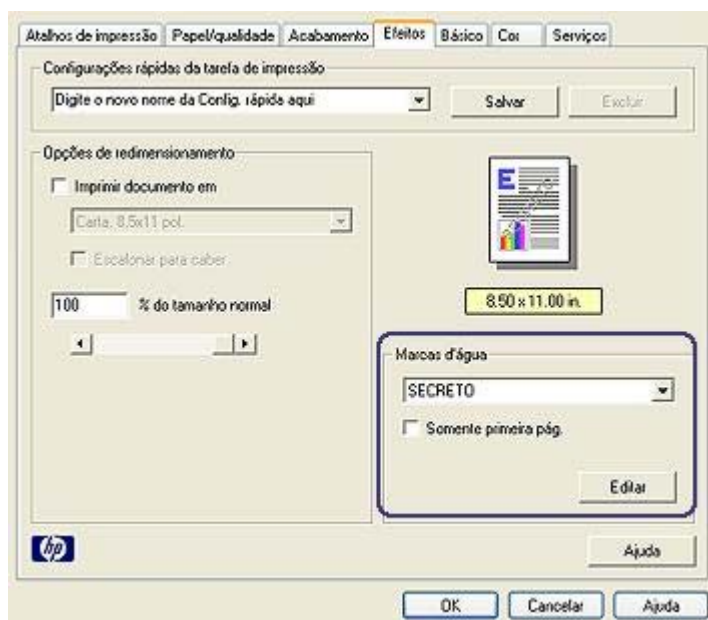 Atalhos de impressão Papel/qualidade Acabamento Efeitos Básico Cor Serviços
Configurações rápidas da tarefa de impressão
Digite o novo nome da Config. rápida aqui Salvar Excluir
Opções de redimensionamento
Imprimir documento em
Carta, 8,5x11 pol.
Escalonar para caber
100 % do tamanho normal
E
8.50 x 11.00 in.
Marcas d'água
SECRETO
Somente primeira pág.
Editar
hp Ajuda
OK Cancelar Ajuda